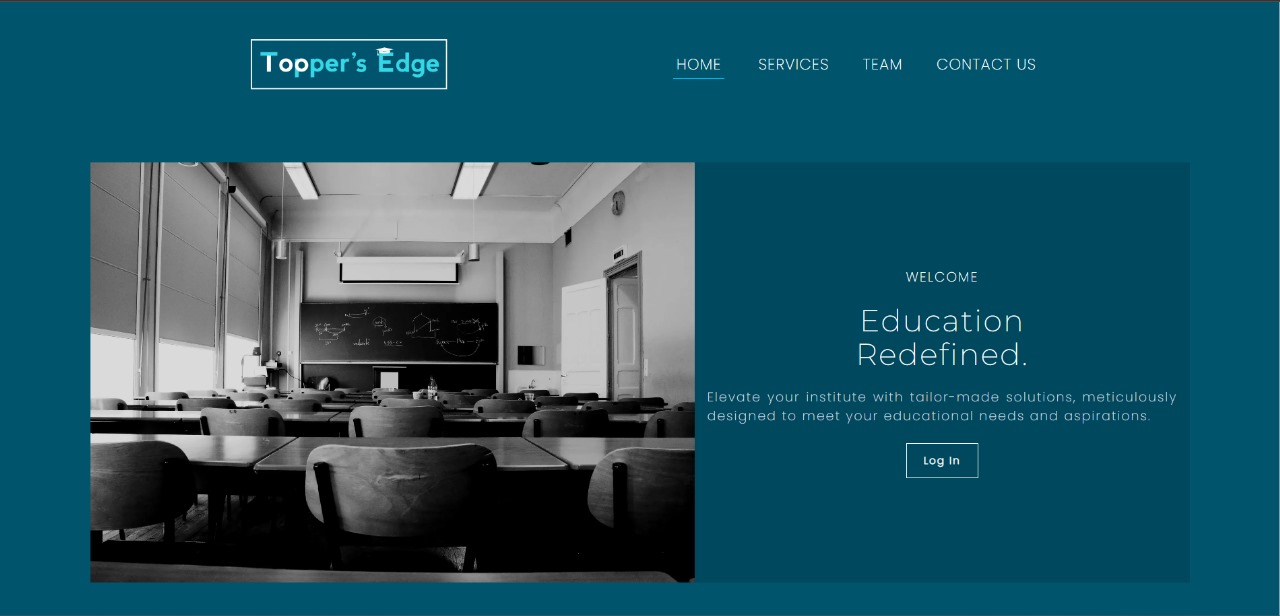 Topper's Edge
HOME SERVICES TEAM CONTACT US
WELCOME
Education
Redefined.
Elevate your institute with tailor-made solutions, meticulously
designed to meet your educational needs and aspirations.
Log In